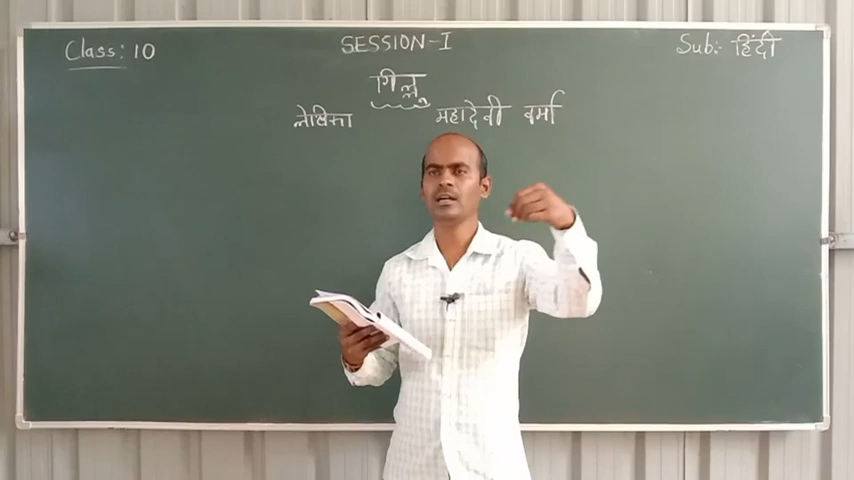 Class: 10 SESSION-I Sub:- हिंदी
गिल्लू
लेखिका महादेवी वर्मा